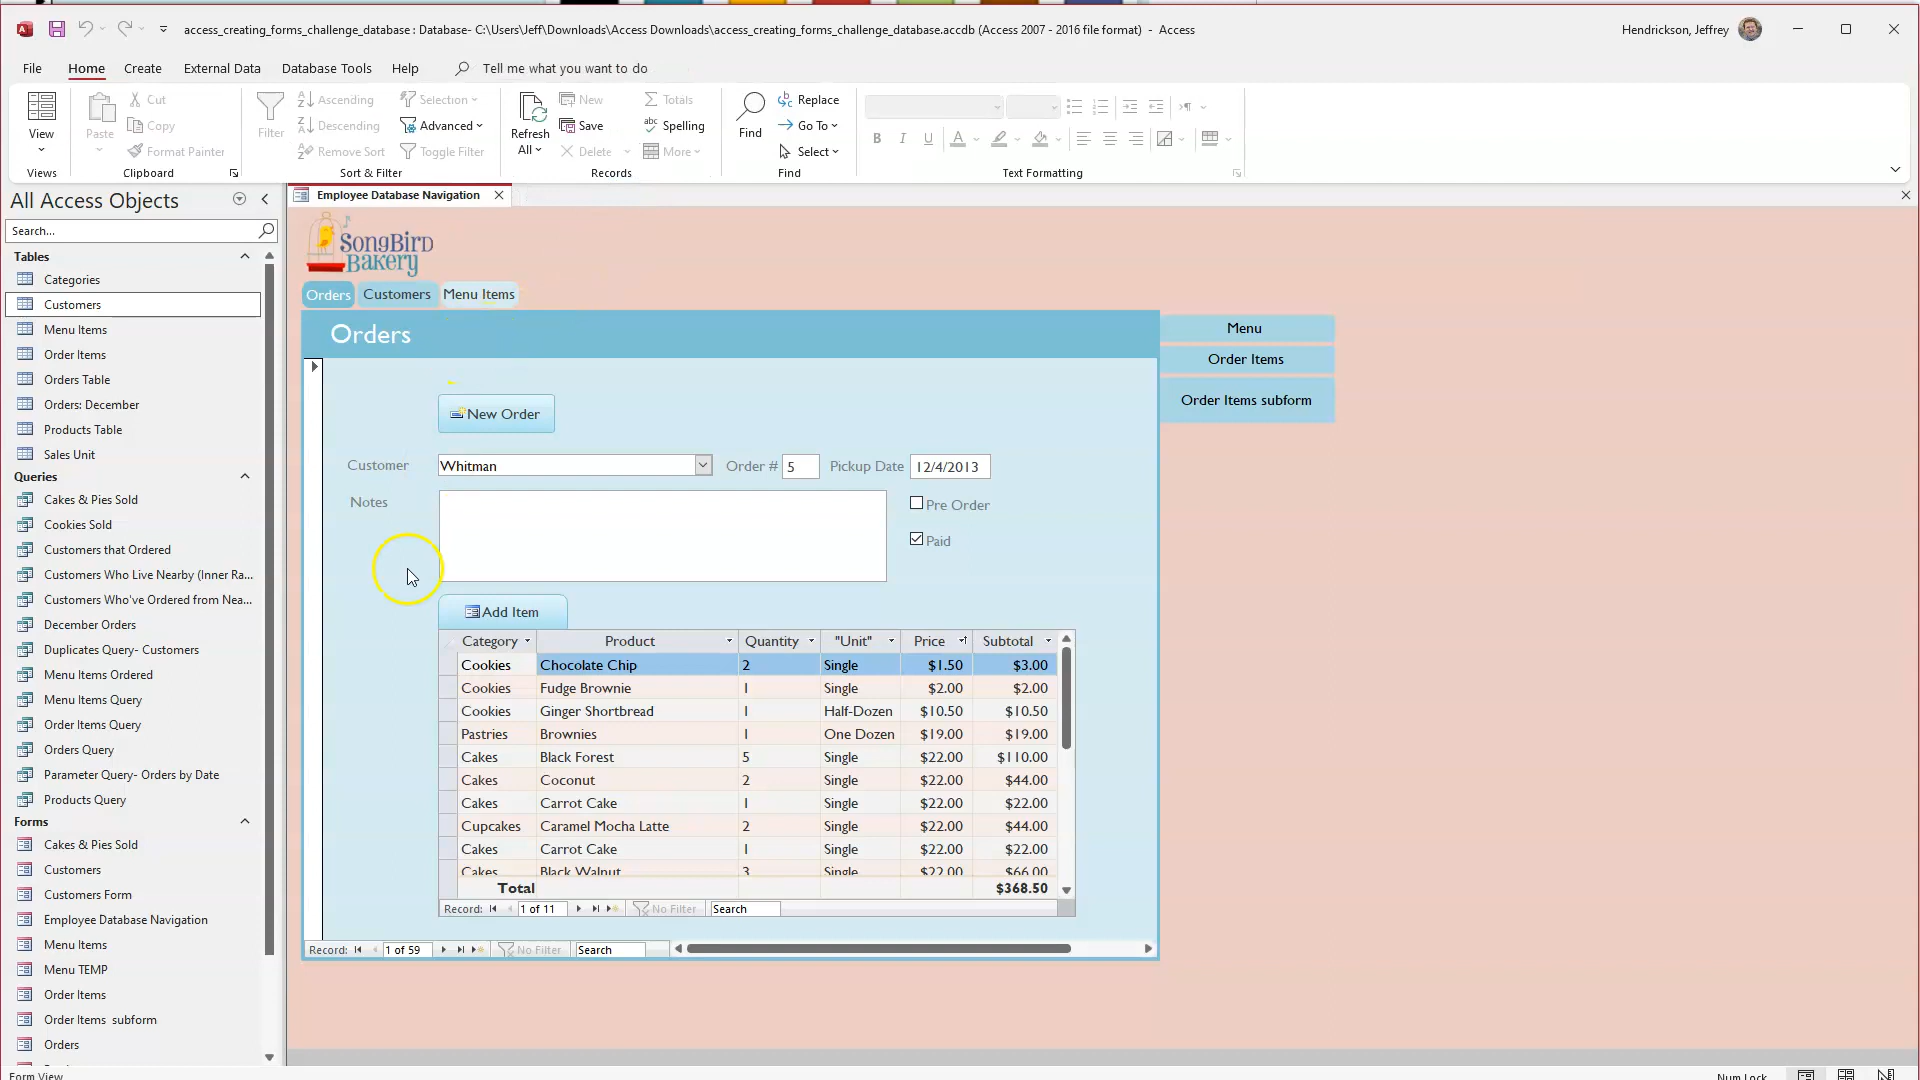 access_creating_forms_challenge_database : Database- C:\Users\Jeff\Downloads\Access Downloads\access_creating_forms_challenge_database.accdb (Access 2007 - 2016 file format) - Access
Hendrickson, Jeffrey
File Home Create External Data Database Tools Help Tell me what you want to do
View
Views
Paste
Cut
Copy
Format Painter
Clipboard
Filter
Ascending
Descending
Remove Sort
Selection
Advanced
Toggle Filter
Sort & Filter
Refresh
All
New
Save
Delete
Totals
Spelling
More
Records
Find
Replace
Go To
Select
Find
B I U
A
Text Formatting
All Access Objects
Search...
Tables
Categories
Customers
Menu Items
Order Items
Orders Table
Orders: December
Products Table
Sales Unit
Queries
Cakes & Pies Sold
Cookies Sold
Customers that Ordered
Customers Who Live Nearby (Inner Ra...
Customers Who've Ordered from Nea...
December Orders
Duplicates Query- Customers
Menu Items Ordered
Menu Items Query
Order Items Query
Orders Query
Parameter Query- Orders by Date
Products Query
Forms
Cakes & Pies Sold
Customers
Customers Form
Employee Database Navigation
Menu Items
Menu TEMP
Order Items
Order Items subform
Orders
Employee Database Navigation
SongBird
Bakery
Orders Customers Menu Items
Orders
Menu
Order Items
Order Items subform
New Order
Customer Whitman Order # 5 Pickup Date 12/4/2013
Notes
Pre Order
Paid
Add Item
Category Product Quantity "Unit" Price Subtotal
Cookies Chocolate Chip 2 Single $1.50 $3.00
Cookies Fudge Brownie 1 Single $2.00 $2.00
Cookies Ginger Shortbread 1 Half-Dozen $10.50 $10.50
Pastries Brownies 1 One Dozen $19.00 $19.00
Cakes Black Forest 5 Single $22.00 $110.00
Cakes Coconut 2 Single $22.00 $44.00
Cakes Carrot Cake 1 Single $22.00 $22.00
Cupcakes Caramel Mocha Latte 2 Single $22.00 $44.00
Cakes Carrot Cake 1 Single $22.00 $22.00
Cakes Black Walnut 3 Single $22.00 $66.00
Total $368.50
Record: 1 of 11 No Filter Search
Record: 1 of 59 No Filter Search
Form View
Num Lock